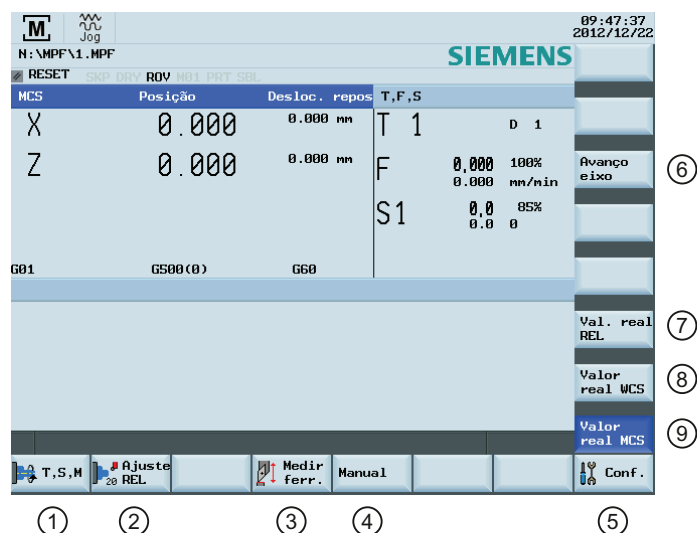 M
Jog
09:47:37
2012/12/22
N:\MPF\1.MPF
SIEMENS
RESET SKP DRY ROV M01 PRT SBL
MCS Posição Desloc. repos T,F,S
X 0.000 0.000 mm T 1 D 1
Z 0.000 0.000 mm F 0.000 100%
0.000 mm/min
S1 0.0 85%
0.0 0
G01 G500(0) G60
Avanço
eixo
6
Val. real
REL
7
Valor
real WCS
8
Valor
real MCS
9
T,S,M
20 Ajuste
REL
Medir
ferr.
Manual
Conf.
1 2 3 4 5